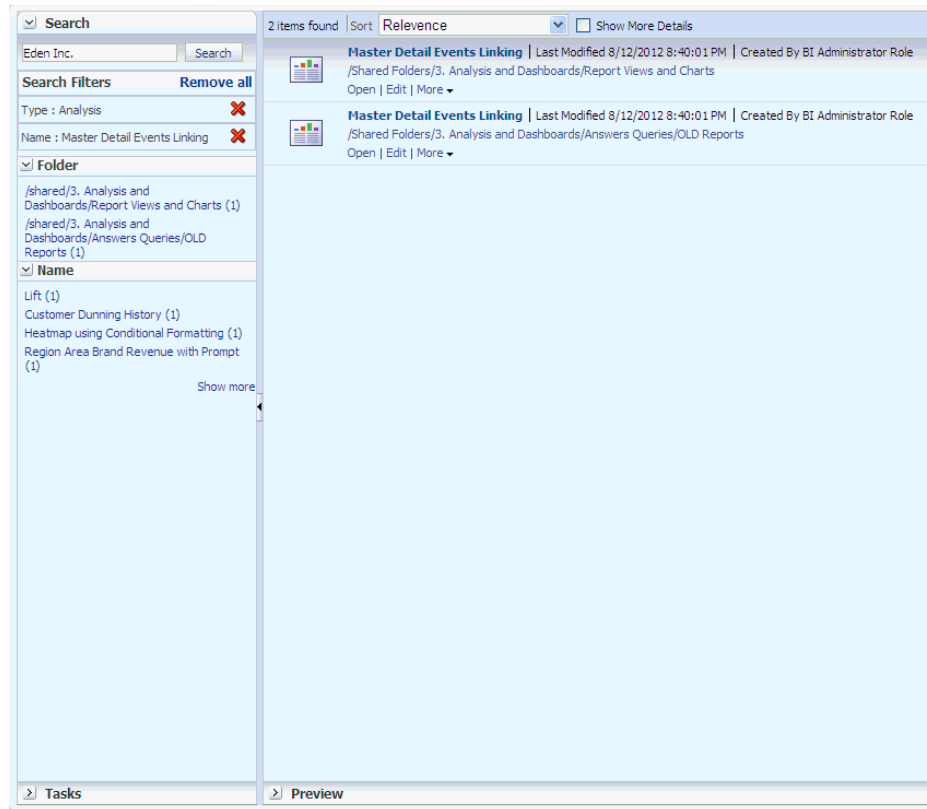 Search
Eden Inc. Search
Search Filters Remove all
Type : Analysis
Name : Master Detail Events Linking
Folder
/shared/3. Analysis and
Dashboards/Report Views and Charts (1)
/shared/3. Analysis and
Dashboards/Answers Queries/OLD
Reports (1)
Name
Lift (1)
Customer Dunning History (1)
Heatmap using Conditional Formatting (1)
Region Area Brand Revenue with Prompt
(1)
Show more
Tasks
2 items found Sort Relevence Show More Details
Master Detail Events Linking | Last Modified 8/12/2012 8:40:01 PM | Created By BI Administrator Role
/Shared Folders/3. Analysis and Dashboards/Report Views and Charts
Open | Edit | More
Master Detail Events Linking | Last Modified 8/12/2012 8:40:01 PM | Created By BI Administrator Role
/Shared Folders/3. Analysis and Dashboards/Answers Queries/OLD Reports
Open | Edit | More
Preview